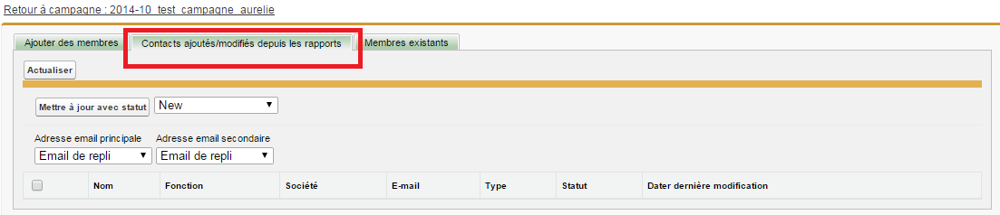 Retour à campagne : 2014-10_test_campagne_aurelie
Ajouter des membres Contacts ajoutés/modifiés depuis les rapports Membres existants
Actualiser
Mettre à jour avec statut New
Adresse email principale Adresse email secondaire
Email de repli Email de repli
Nom Fonction Société E-mail Type Statut Dater dernière modification